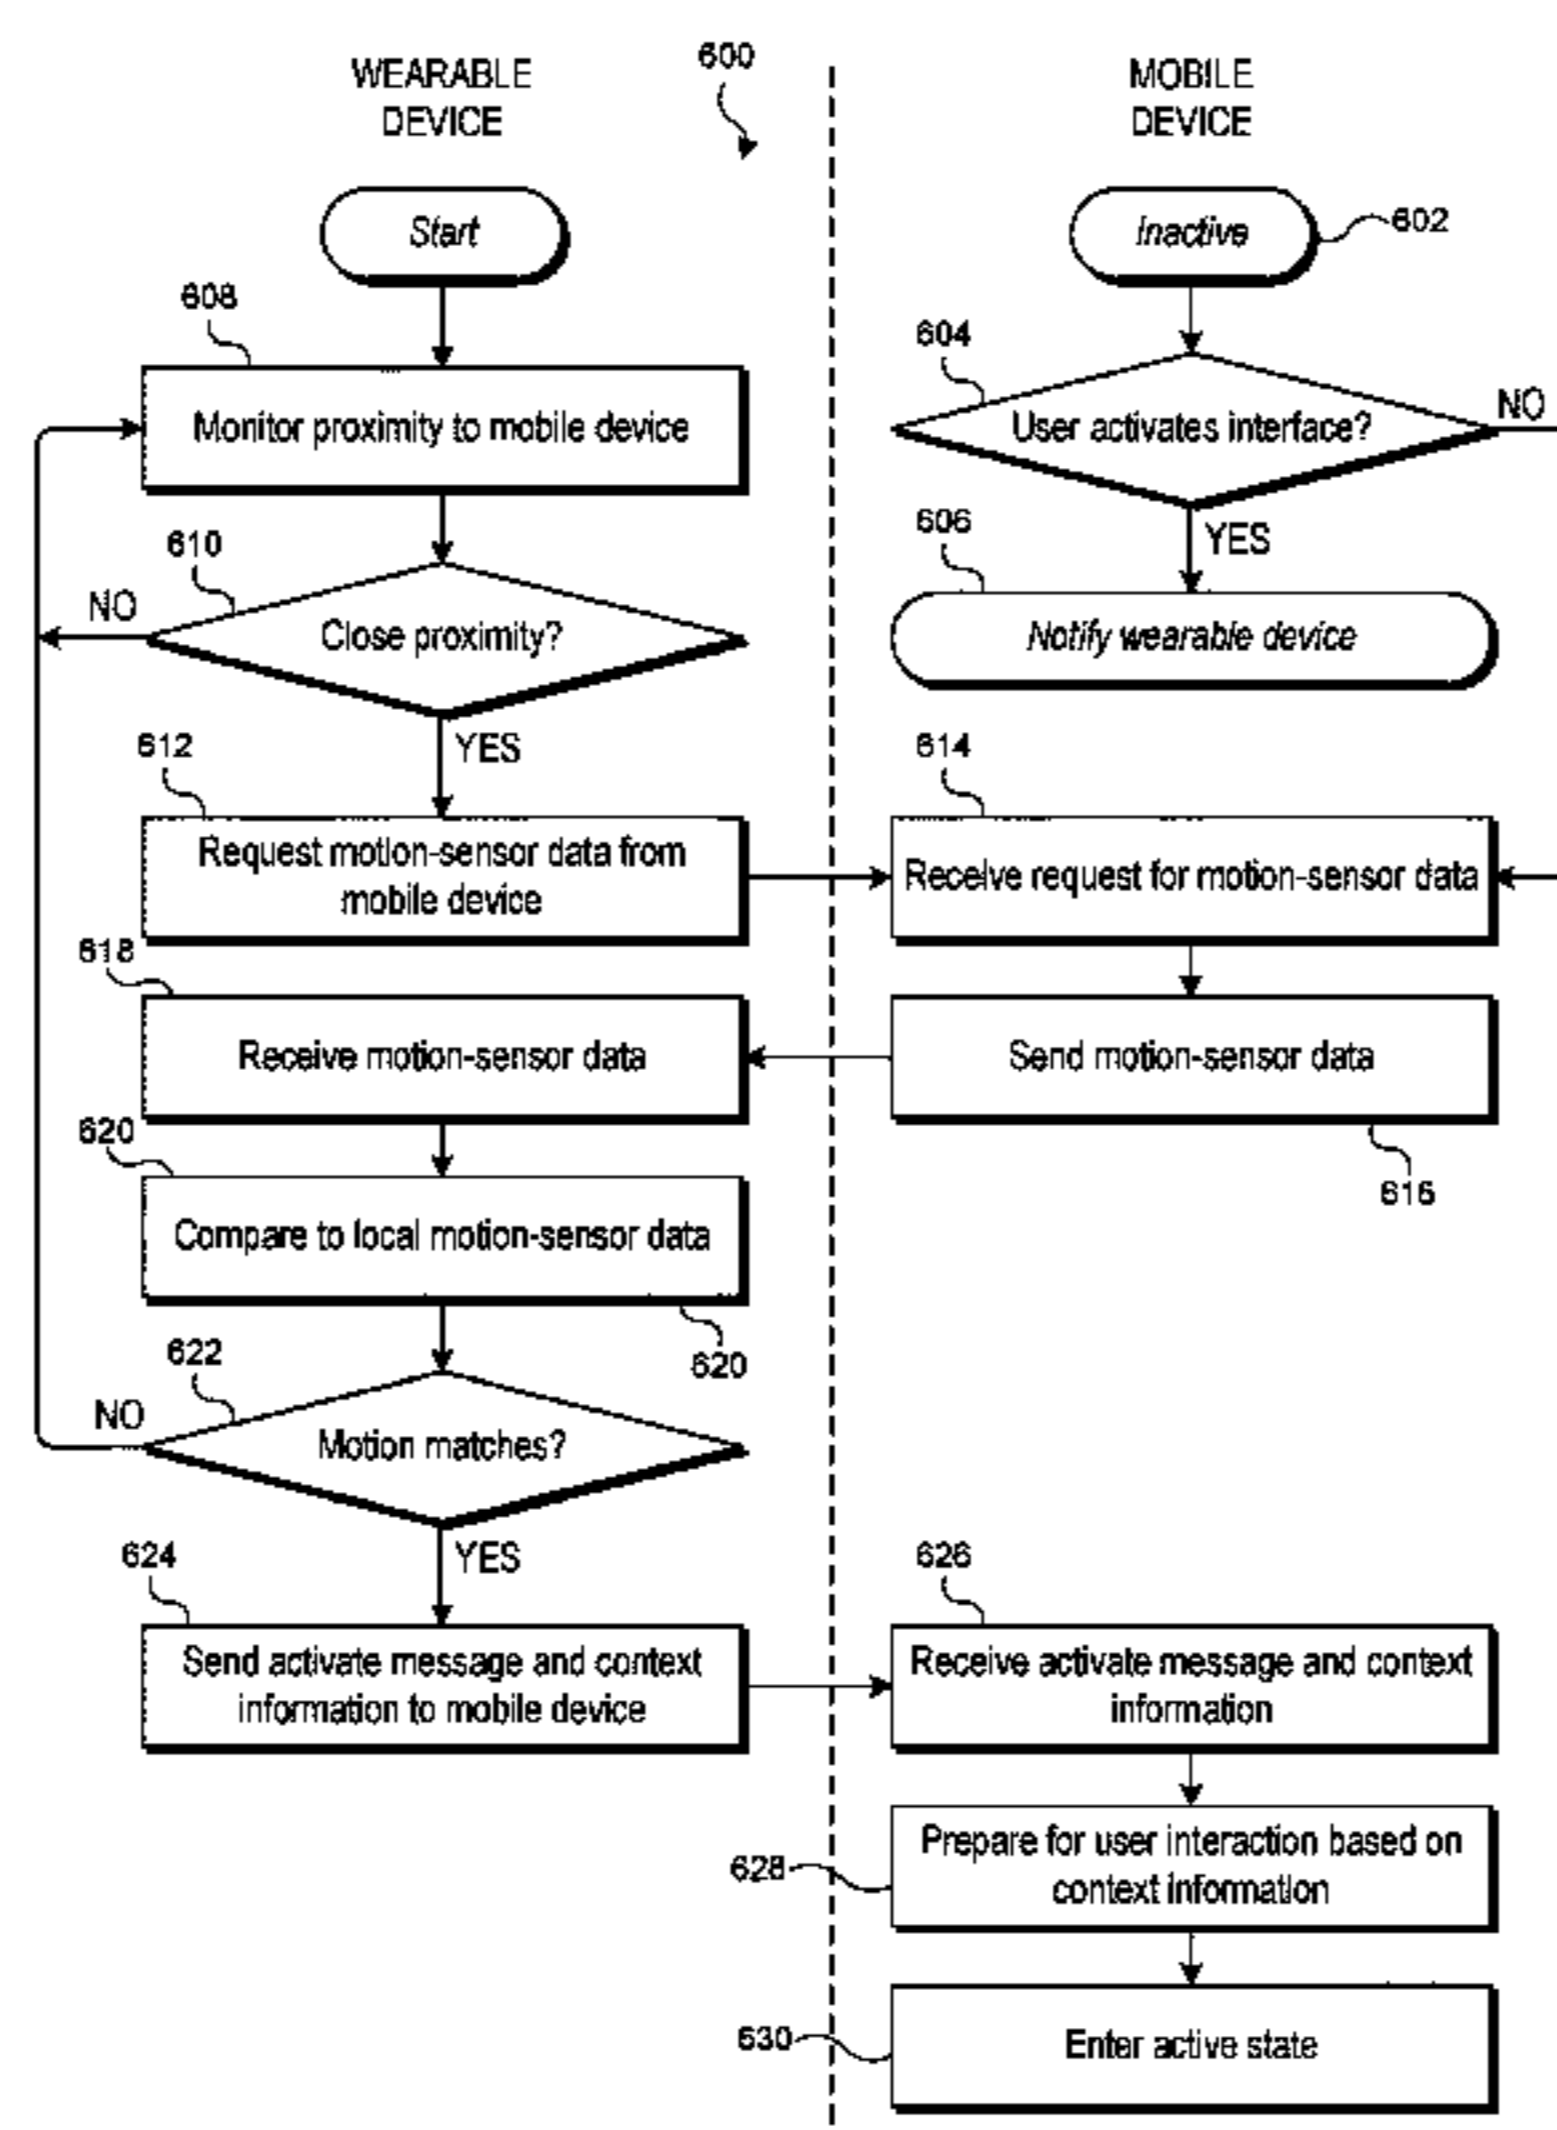 WEARABLE
DEVICE
600
MOBILE
DEVICE
Start
Inactive
602
608
604
Monitor proximity to mobile device
User activates interface?
NO
610
606
YES
NO
Close proximity?
Notify wearable device
612
YES
614
Request motion-sensor data from
mobile device
Receive request for motion-sensor data
618
Receive motion-sensor data
Send motion-sensor data
620
616
Compare to local motion-sensor data
622
620
NO
Motion matches?
624
YES
626
Send activate message and context
information to mobile device
Receive activate message and context
information
Prepare for user interaction based on
context information
628
630
Enter active state